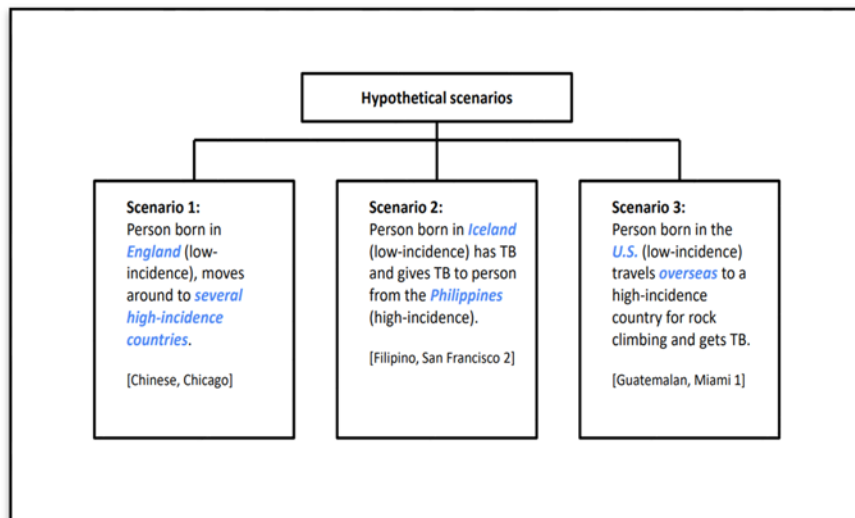 Hypothetical scenarios
Scenario 1:
Person born in
England (low-
incidence), moves
around to several
high-incidence
countries.
[Chinese, Chicago]
Scenario 2:
Person born in Iceland
(low-incidence) has TB
and gives TB to person
from the Philippines
(high-incidence).
[Filipino, San Francisco 2]
Scenario 3:
Person born in the
U.S. (low-incidence)
travels overseas to a
high-incidence
country for rock
climbing and gets TB.
[Guatemalan, Miami 1]